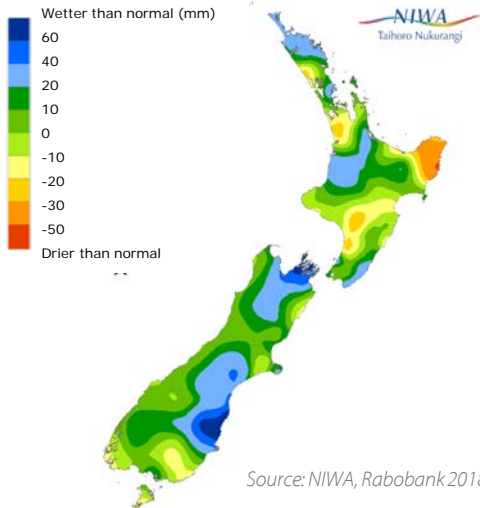 Wetter than normal (mm)
60
40
20
10
0
-10
-20
-30
-50
Drier than normal
NIWA
Taihoro Nukurangi
Source: NIWA, Rabobank 2018